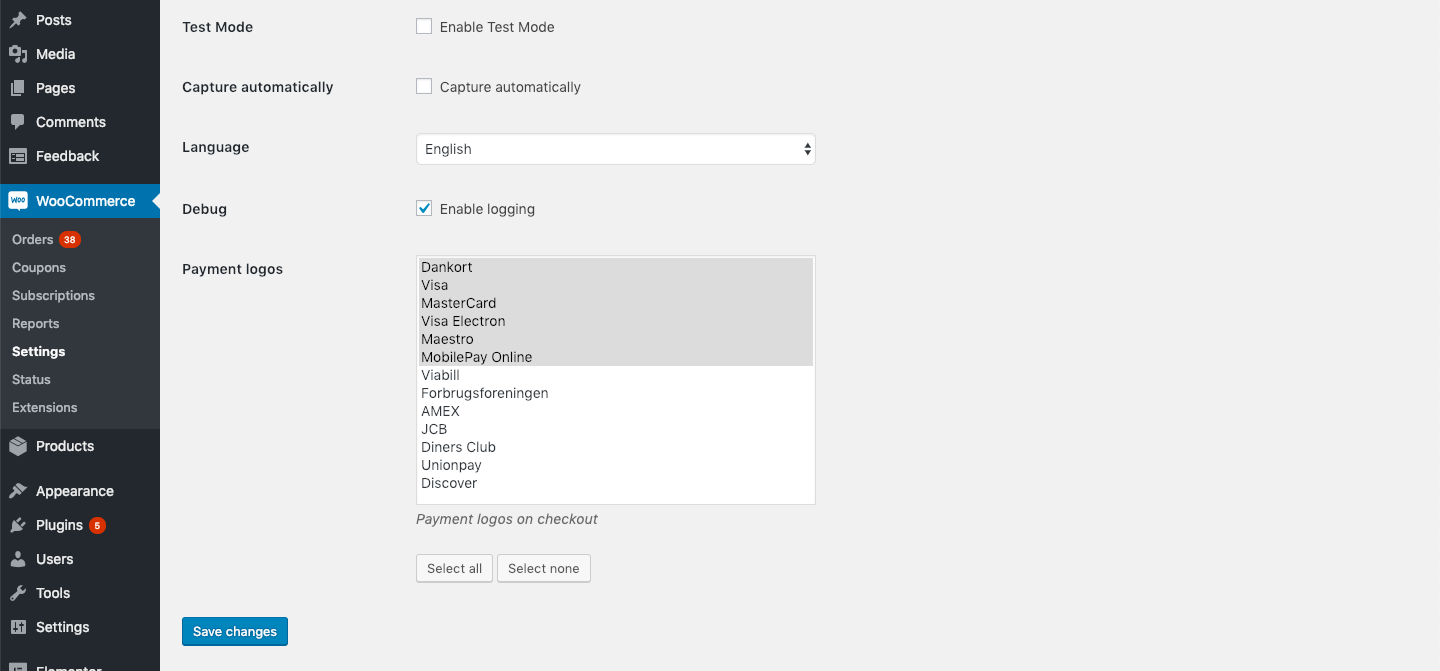 Posts
Media
Pages
Comments
Feedback
woo WooCommerce
Orders 38
Coupons
Subscriptions
Reports
Settings
Status
Extensions
Products
Appearance
Plugins 5
Users
Tools
Settings
Elementor
Test Mode
Enable Test Mode
Capture automatically
Capture automatically
Language
English
Debug
Enable logging
Payment logos
Dankort
Visa
MasterCard
Visa Electron
Maestro
MobilePay Online
Viabill
Forbrugsforeningen
AMEX
JCB
Diners Club
Unionpay
Discover
Payment logos on checkout
Select all
Select none
Save changes